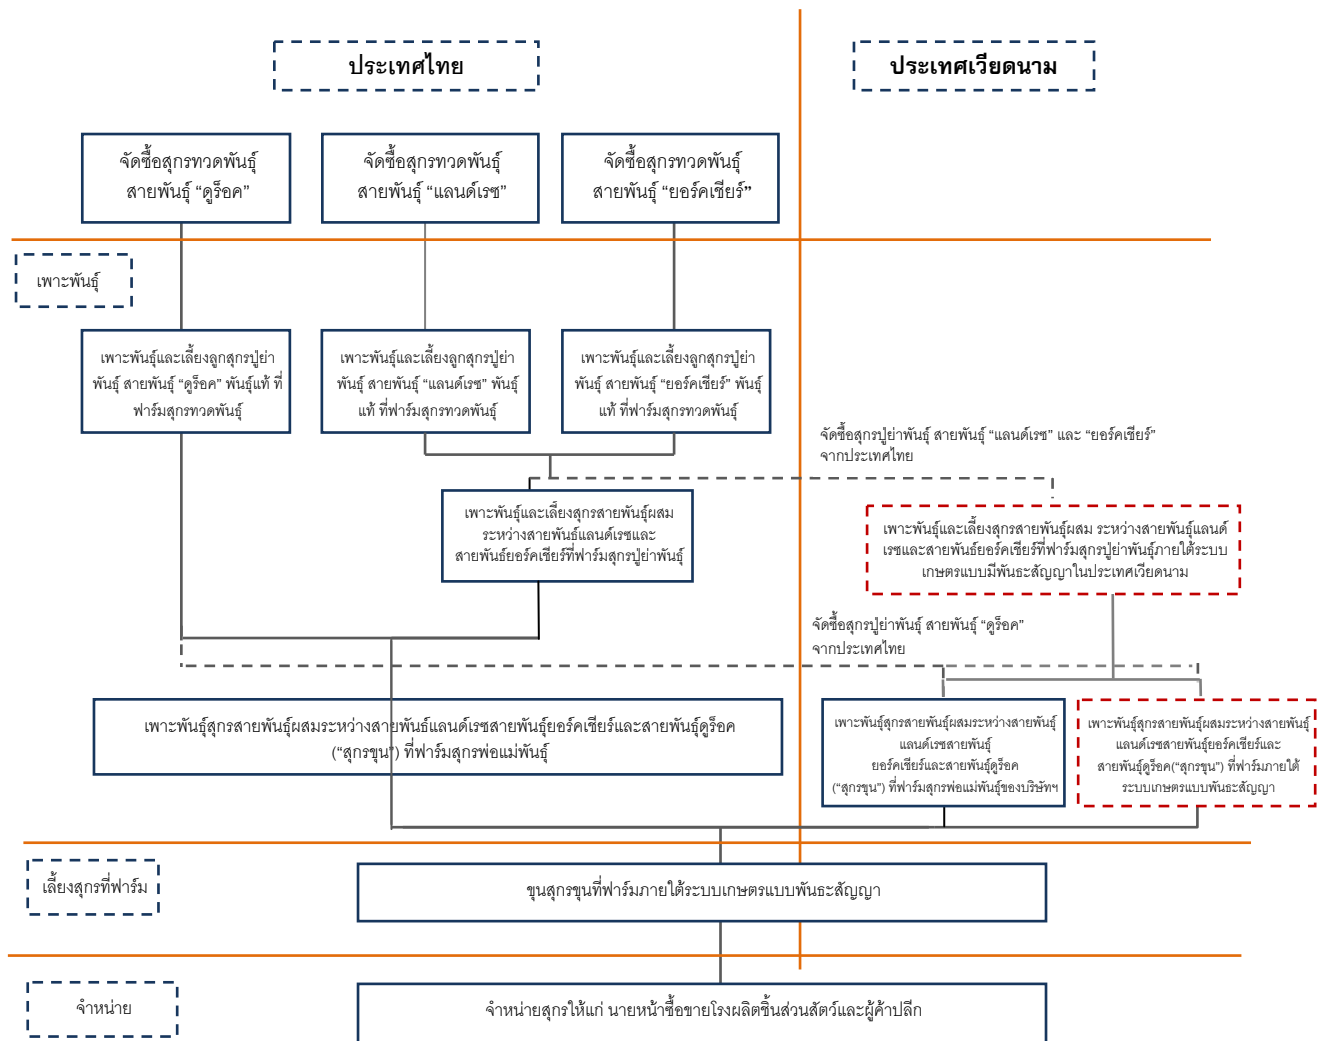 ประเทศไทย
ประเทศเวียดนาม
จัดซื้อสุกรทวดพันธุ์
สายพันธุ์ “ดูร็อค”
จัดซื้อสุกรทวดพันธุ์
สายพันธุ์ “แลนด์เรซ”
จัดซื้อสุกรทวดพันธุ์
สายพันธุ์ “ยอร์คเชียร์”
เพาะพันธุ์
เพาะพันธุ์และเลี้ยงลูกสุกรปู่ย่า
พันธุ์ สายพันธุ์ “ดูร็อค” พันธุ์แท้ ที่
ฟาร์มสุกรทวดพันธุ์
เพาะพันธุ์และเลี้ยงลูกสุกรปู่ย่า
พันธุ์ สายพันธุ์ “แลนด์เรซ” พันธุ์
แท้ ที่ฟาร์มสุกรทวดพันธุ์
เพาะพันธุ์และเลี้ยงลูกสุกรปู่ย่า
พันธุ์ สายพันธุ์ “ยอร์คเชียร์” พันธุ์
แท้ ที่ฟาร์มสุกรทวดพันธุ์
จัดซื้อสุกรปู่ย่าพันธุ์ สายพันธุ์ “แลนด์เรซ” และ “ยอร์คเชียร์”
จากประเทศไทย
เพาะพันธุ์และเลี้ยงสุกรสายพันธุ์ผสม
ระหว่างสายพันธ์แลนด์เรซและ
สายพันธ์ยอร์คเชียร์ที่ฟาร์มสุกรปู่ย่าพันธุ์
เพาะพันธุ์และเลี้ยงสุกรสายพันธุ์ผสม ระหว่างสายพันธุ์แลนด์
เรซและสายพันธ์ยอร์คเชียร์ที่ฟาร์มสุกรปู่ย่าพันธุ์ภายใต้ระบบ
เกษตรแบบมีพันธะสัญญาในประเทศเวียดนาม
จัดซื้อสุกรปู่ย่าพันธุ์ สายพันธุ์ “ดูร็อค”
จากประเทศไทย
เพาะพันธุ์สุกรสายพันธุ์ผสมระหว่างสายพันธ์แลนด์เรซสายพันธุ์ยอร์คเชียร์และสายพันธุ์ดูร็อค
(“สุกรขุน”) ที่ฟาร์มสุกรพ่อแม่พันธุ์
เพาะพันธุ์สุกรสายพันธุ์ผสมระหว่างสายพันธุ์
แลนด์เรซสายพันธุ์
ยอร์คเชียร์และสายพันธุ์ดูร็อค
(“สุกรขุน”) ที่ฟาร์มสุกรพ่อแม่พันธุ์ของบริษัทฯ
เพาะพันธุ์สุกรสายพันธุ์ผสมระหว่างสายพันธุ์
แลนด์เรซสายพันธุ์ยอร์คเชียร์และ
สายพันธุ์ดูร็อค(“สุกรขุน”) ที่ฟาร์มภายใต้
ระบบเกษตรแบบพันธะสัญญา
เลี้ยงสุกรที่ฟาร์ม
ขุนสุกรขุนที่ฟาร์มภายใต้ระบบเกษตรแบบพันธะสัญญา
จำหน่าย
จำหน่ายสุกรให้แก่ นายหน้าซื้อขายโรงผลิตชิ้นส่วนสัตว์และผู้ค้าปลีก